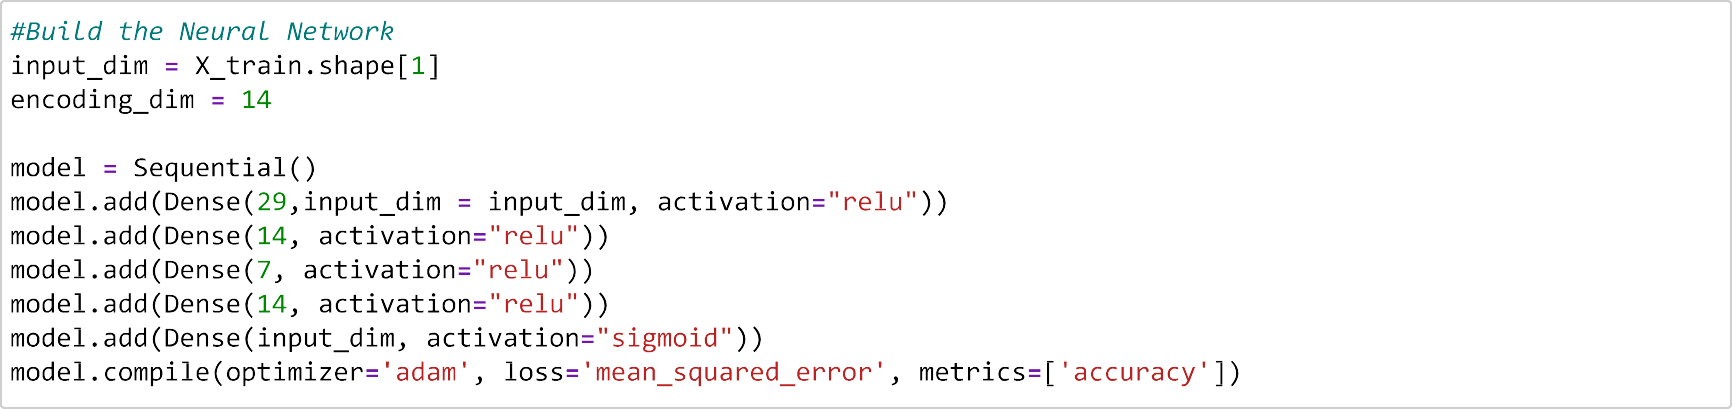 #Build the Neural Network
input_dim = X_train.shape[1]
encoding_dim = 14
model = Sequential()
model.add(Dense(29,input_dim = input_dim, activation="relu"))
model.add(Dense(14, activation="relu"))
model.add(Dense(7, activation="relu"))
model.add(Dense(14, activation="relu"))
model.add(Dense(input_dim, activation="sigmoid"))
model.compile(optimizer='adam', loss='mean_squared_error', metrics=['accuracy'])